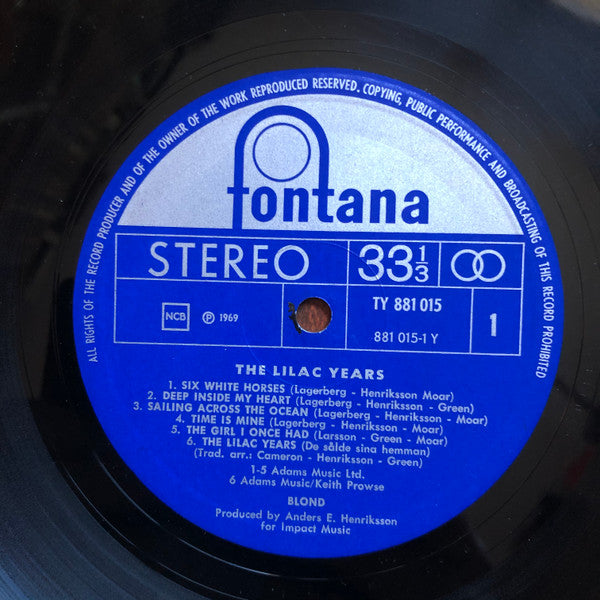 ALL RIGHTS OF THE RECORD PRODUCER AND OF THE OWNER OF THE WORK REPRODUCED RESERVED. COPYING, PUBLIC PERFORMANCE AND BROADCASTING OF THIS RECORD PROHIBITED
fontana
STEREO 33 1/3
NCB ℗ 1969 TY 881 015
881 015-1 Y 1
THE LILAC YEARS
1. SIX WHITE HORSES (Lagerberg - Henriksson Moar)
2. DEEP INSIDE MY HEART (Lagerberg - Henriksson - Green)
3. SAILING ACROSS THE OCEAN (Lagerberg - Henriksson - Moar)
4. TIME IS MINE (Lagerberg - Henriksson - Moar)
5. THE GIRL I ONCE HAD (Larsson - Green - Moar)
6. THE LILAC YEARS (De sålde sina hemman)
(Trad. arr.: Cameron - Henriksson - Green)
1-5 Adams Music Ltd.
6 Adams Music/Keith Prowse
BLOND
Produced by Anders E. Henriksson
for Impact Music